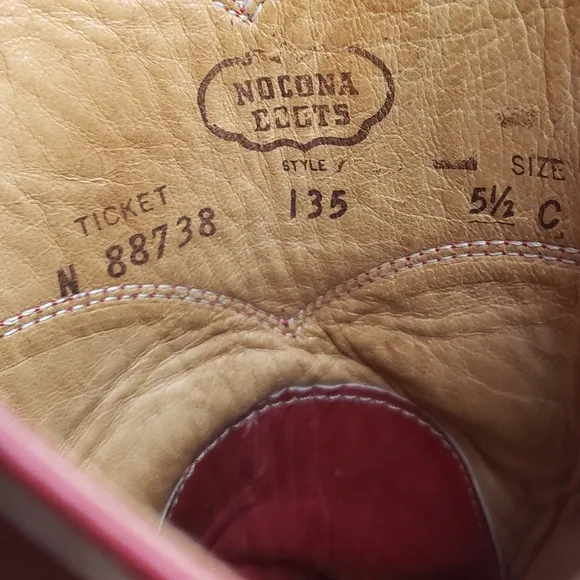 NOCONA
BOOTS
STYLE
135
SIZE
5½ C
TICKET
N 88738